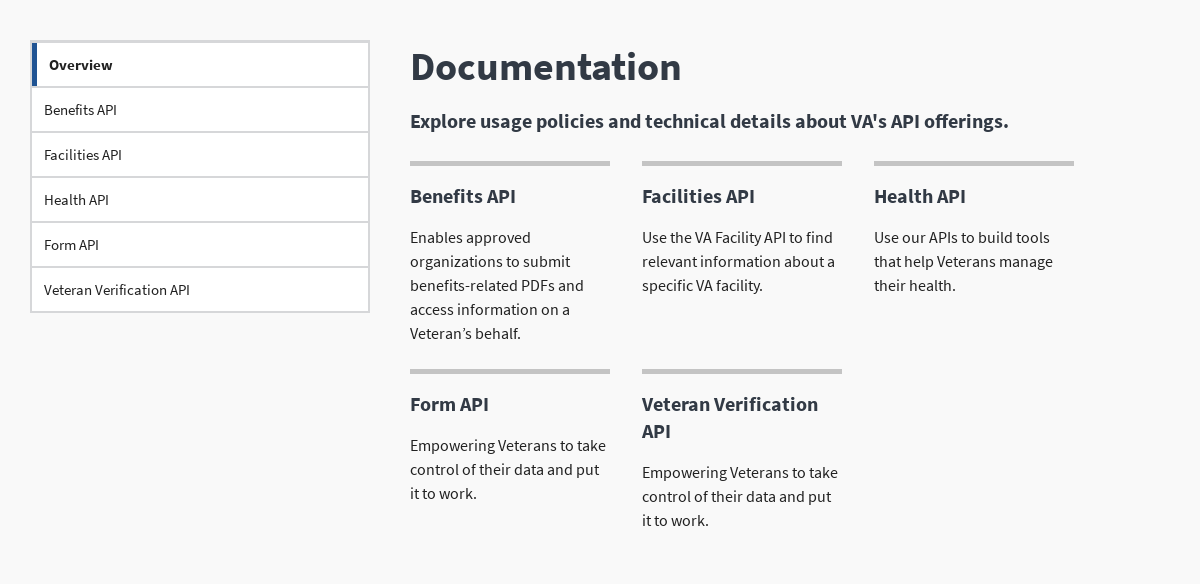 Overview
Benefits API
Facilities API
Health API
Form API
Veteran Verification API
Documentation
Explore usage policies and technical details about VA's API offerings.
Benefits API
Enables approved
organizations to submit
benefits-related PDFs and
access information on a
Veteran’s behalf.
Facilities API
Use the VA Facility API to find
relevant information about a
specific VA facility.
Health API
Use our APIs to build tools
that help Veterans manage
their health.
Form API
Empowering Veterans to take
control of their data and put
it to work.
Veteran Verification
API
Empowering Veterans to take
control of their data and put
it to work.